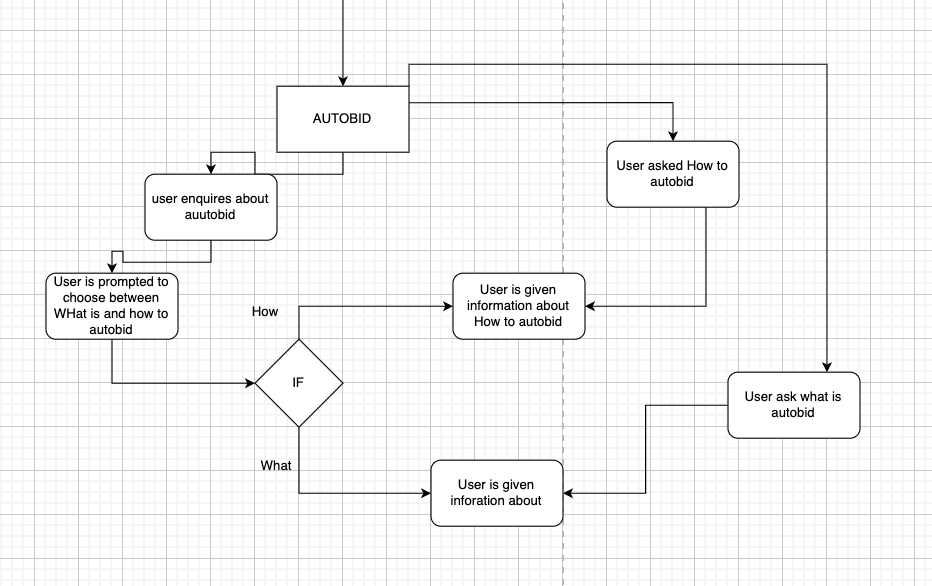 AUTOBID
User asked How to
autobid
user enquires about
auutobid
User is prompted to
choose between
WHat is and how to
autobid
How
User is given
information about
How to autobid
IF
User ask what is
autobid
What
User is given
inforation about